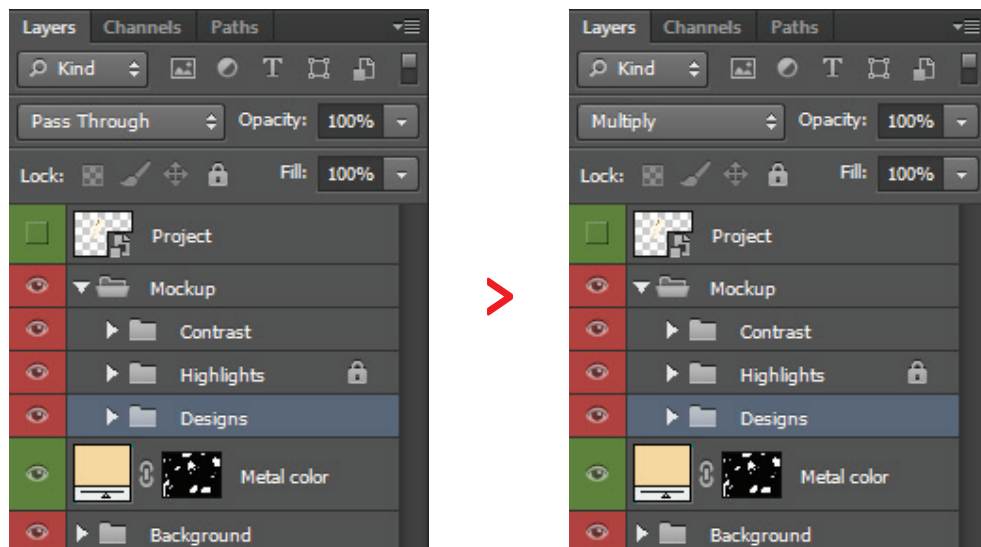 Layers Channels Paths
Kind T
Pass Through Opacity: 100%
Lock: Fill: 100%
Project
Mockup
Contrast
Highlights
Designs
Metal color
Background
>
Layers Channels Paths
Kind T
Multiply Opacity: 100%
Lock: Fill: 100%
Project
Mockup
Contrast
Highlights
Designs
Metal color
Background